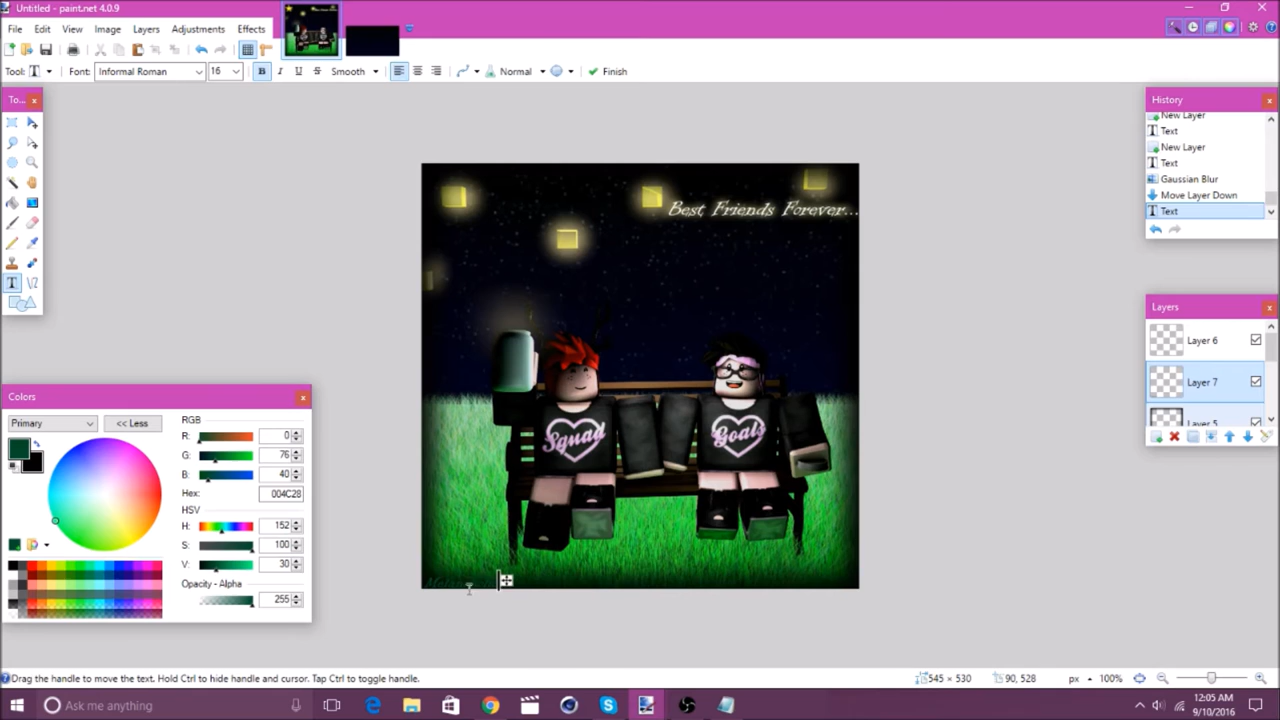 Untitled - paint.net 4.0.9
File Edit View Image Layers Adjustments Effects
Tool: T Font: Informal Roman 16 B I U S Smooth Normal Finish
To... x
History x
New Layer
Text
New Layer
Text
Gaussian Blur
Move Layer Down
Text
Best Friends Forever...
Squad
Goals
Layers x
Layer 6
Layer 7
Layer 5
Colors x
Primary << Less
RGB
R: 0
G: 76
B: 40
Hex: 004C28
HSV
H: 152
S: 100
V: 30
Opacity - Alpha
255
Drag the handle to move the text. Hold Ctrl to hide handle and cursor. Tap Ctrl to toggle handle.
545 × 530 90, 528 px 100%
Ask me anything
12:05 AM
9/10/2016